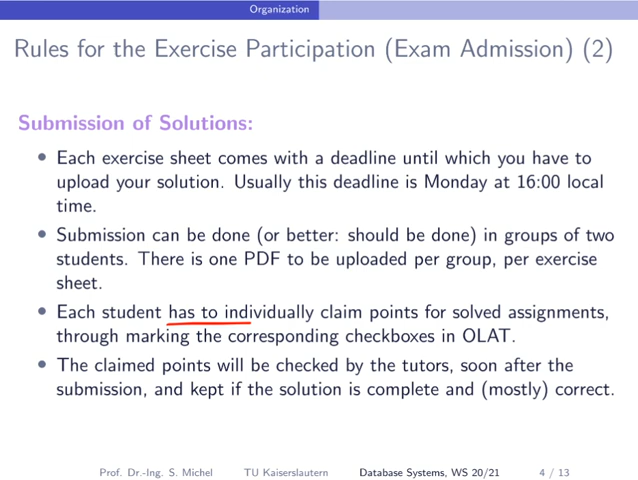 Organization
Rules for the Exercise Participation (Exam Admission) (2)
Submission of Solutions:
• Each exercise sheet comes with a deadline until which you have to
upload your solution. Usually this deadline is Monday at 16:00 local
time.
• Submission can be done (or better: should be done) in groups of two
students. There is one PDF to be uploaded per group, per exercise
sheet.
• Each student has to individually claim points for solved assignments,
through marking the corresponding checkboxes in OLAT.
• The claimed points will be checked by the tutors, soon after the
submission, and kept if the solution is complete and (mostly) correct.
Prof. Dr.-Ing. S. Michel TU Kaiserslautern Database Systems, WS 20/21 4 / 13